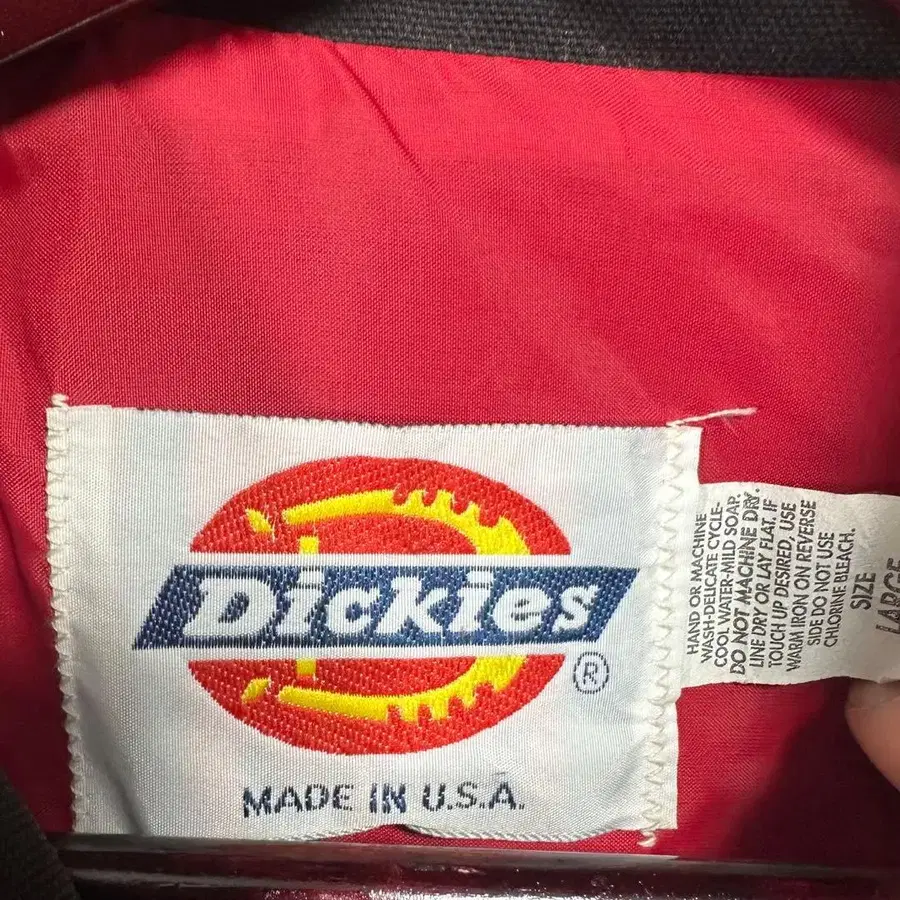 Dickies
®
MADE IN U.S.A.
HAND OR MACHINE
WASH-DELICATE CYCLE-
COOL WATER-MILD SOAP.
DO NOT MACHINE DRY.
LINE DRY OR LAY FLAT. IF
TOUCH UP DESIRED, USE
WARM IRON ON REVERSE
SIDE DO NOT USE
CHLORINE BLEACH.
SIZE
LARGE